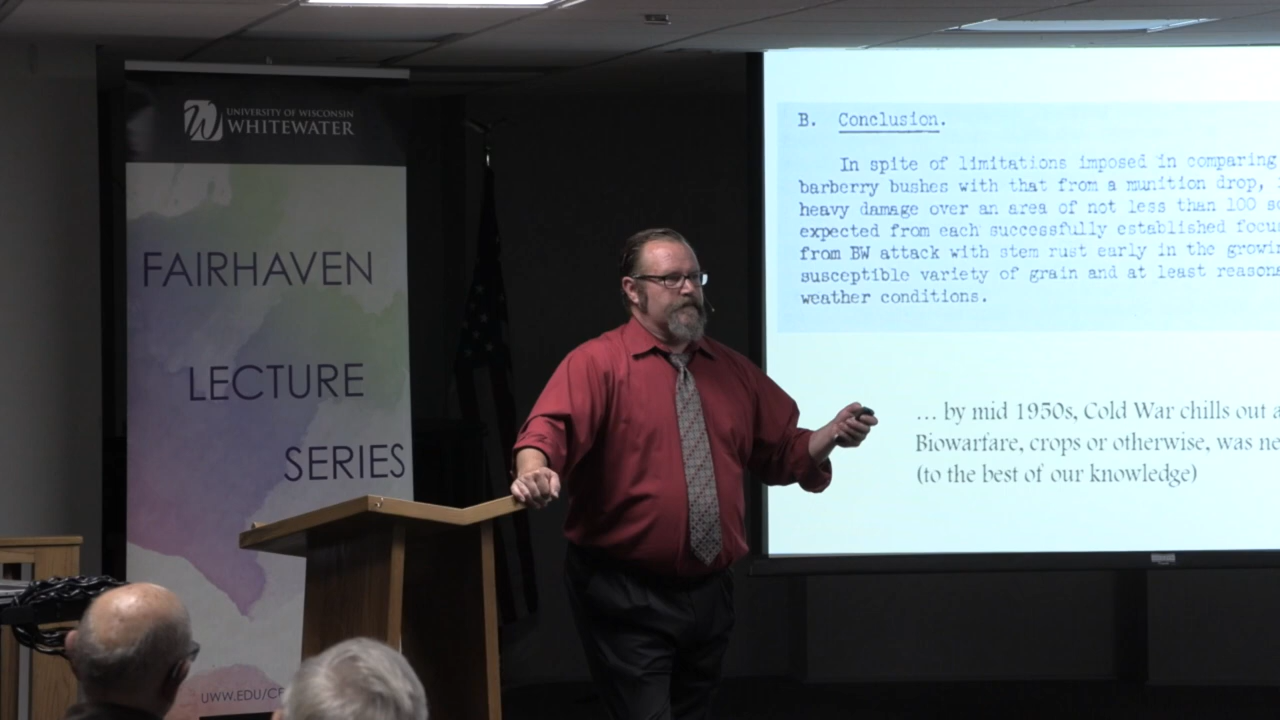 UNIVERSITY OF WISCONSIN
WHITEWATER
FAIRHAVEN
LECTURE
SERIES
UWW.EDU/
B. Conclusion.
In spite of limitations imposed in comparing
barberry bushes with that from a munition drop,
heavy damage over an area of not less than 100
expected from each successfully established
from BW attack with stem rust early in the
susceptible variety of grain and at least
weather conditions.
... by mid 1950s, Cold War chills out
Biowarfare, crops or otherwise, was
(to the best of our knowledge)